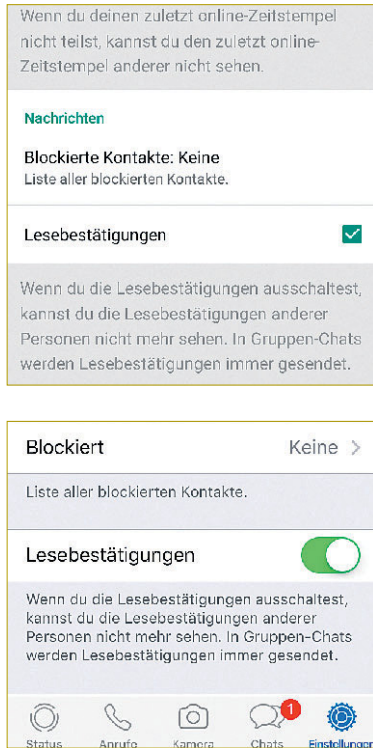 Wenn du deinen zuletzt online-Zeitstempel
nicht teilst, kannst du den zuletzt online-
Zeitstempel anderer nicht sehen.
Nachrichten
Blockierte Kontakte: Keine
Liste aller blockierten Kontakte.
Lesebestätigungen
Wenn du die Lesebestätigungen ausschaltest,
kannst du die Lesebestätigungen anderer
Personen nicht mehr sehen. In Gruppen-Chats
werden Lesebestätigungen immer gesendet.
Blockiert Keine >
Liste aller blockierten Kontakte.
Lesebestätigungen
Wenn du die Lesebestätigungen ausschaltest,
kannst du die Lesebestätigungen anderer
Personen nicht mehr sehen. In Gruppen-Chats
werden Lesebestätigungen immer gesendet.
1
Status Anrufe Kamera Chats Einstellungen